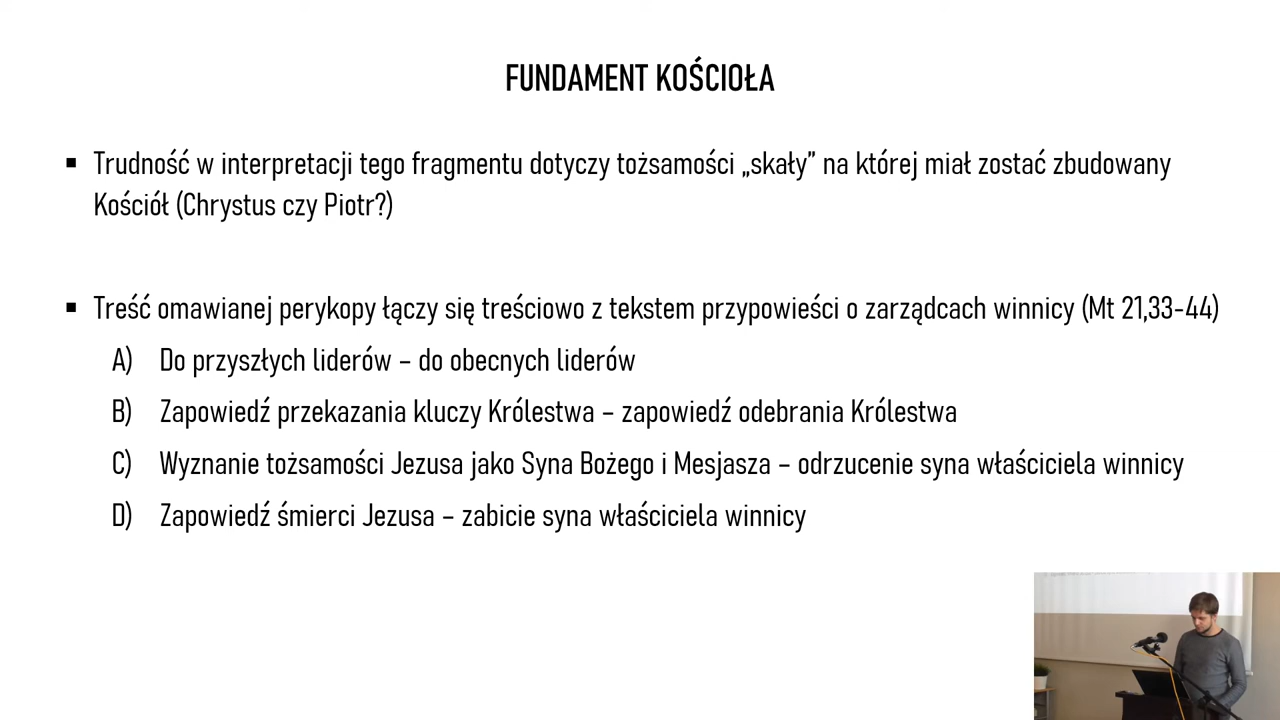 FUNDAMENT KOŚCIOŁA
▪ Trudność w interpretacji tego fragmentu dotyczy tożsamości „skały” na której miał zostać zbudowany
Kościół (Chrystus czy Piotr?)
▪ Treść omawianej perykopy łączy się treściowo z tekstem przypowieści o zarządcach winnicy (Mt 21,33-44)
A) Do przyszłych liderów – do obecnych liderów
B) Zapowiedź przekazania kluczy Królestwa – zapowiedź odebrania Królestwa
C) Wyznanie tożsamości Jezusa jako Syna Bożego i Mesjasza – odrzucenie syna właściciela winnicy
D) Zapowiedź śmierci Jezusa – zabicie syna właściciela winnicy